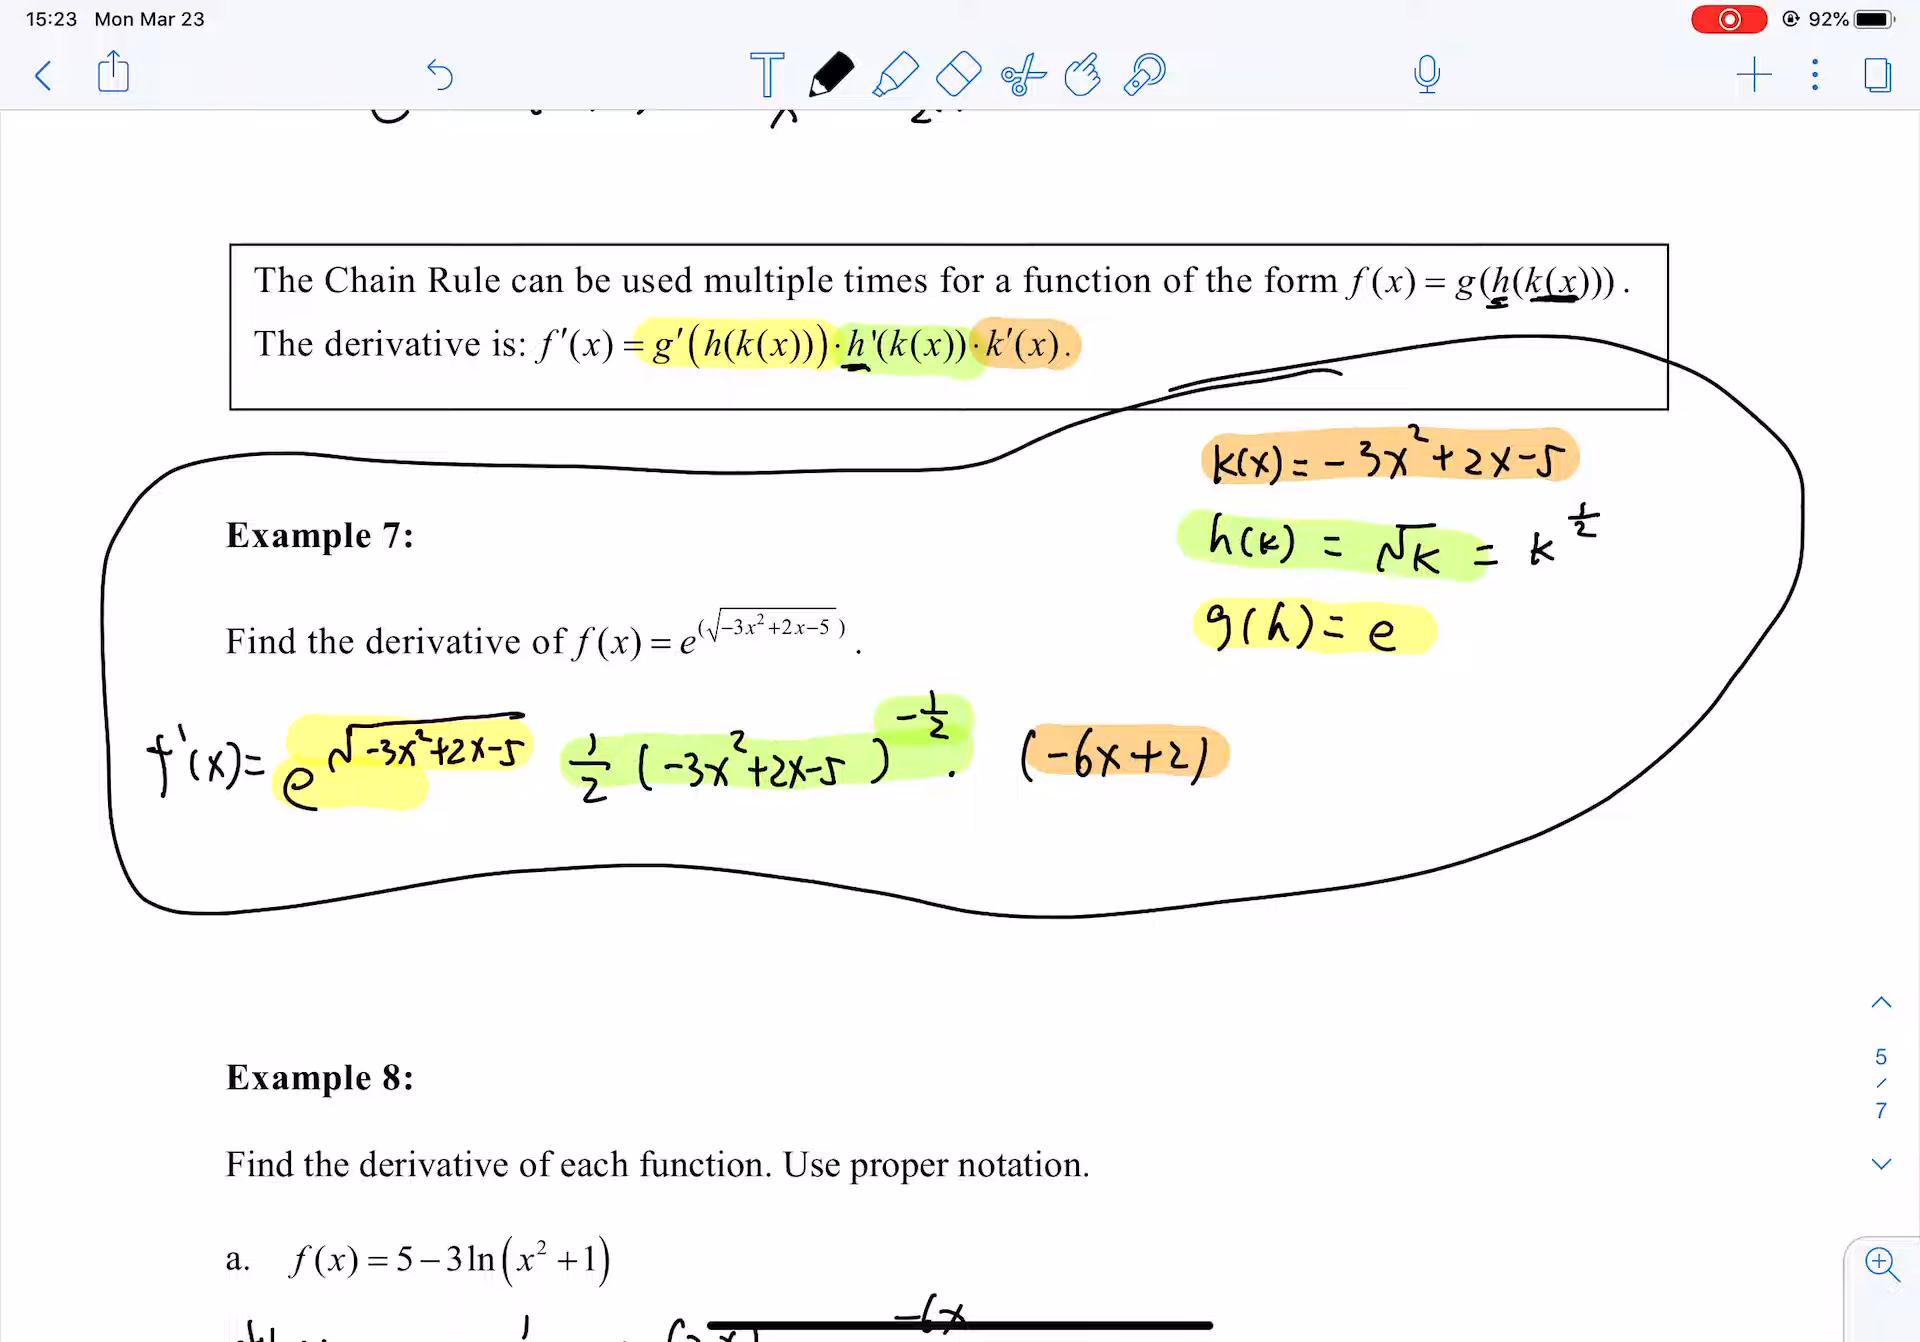 15:23 Mon Mar 23
92%
The Chain Rule can be used multiple times for a function of the form f(x) = g(h(k(x))).
The derivative is: f'(x) = g'(h(k(x)))·h'(k(x))·k'(x).
k(x) = -3x²+2x-5
h(k) = √k = k^½
Example 7:
g(h) = e
Find the derivative of f(x) = e^(√-3x²+2x-5).
f'(x) = e^√-3x²+2x-5 ½(-3x²+2x-5)^-½ · (-6x+2)
5
/
7
Example 8:
Find the derivative of each function. Use proper notation.
a. f(x) = 5 – 3ln(x² + 1)
-6x